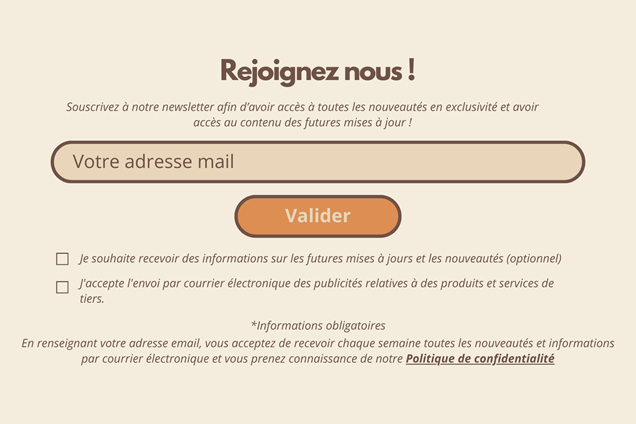 Rejoignez nous !
Souscrivez à notre newsletter afin d'avoir accès à toutes les nouveautés en exclusivité et avoir
accès au contenu des futures mises à jour !
Votre adresse mail
Valider
Je souhaite recevoir des informations sur les futures mises à jours et les nouveautés (optionnel)
J'accepte l'envoi par courrier électronique des publicités relatives à des produits et services de
tiers.
*Informations obligatoires
En renseignant votre adresse email, vous acceptez de recevoir chaque semaine toutes les nouveautés et informations
par courrier électronique et vous prenez connaissance de notre Politique de confidentialité